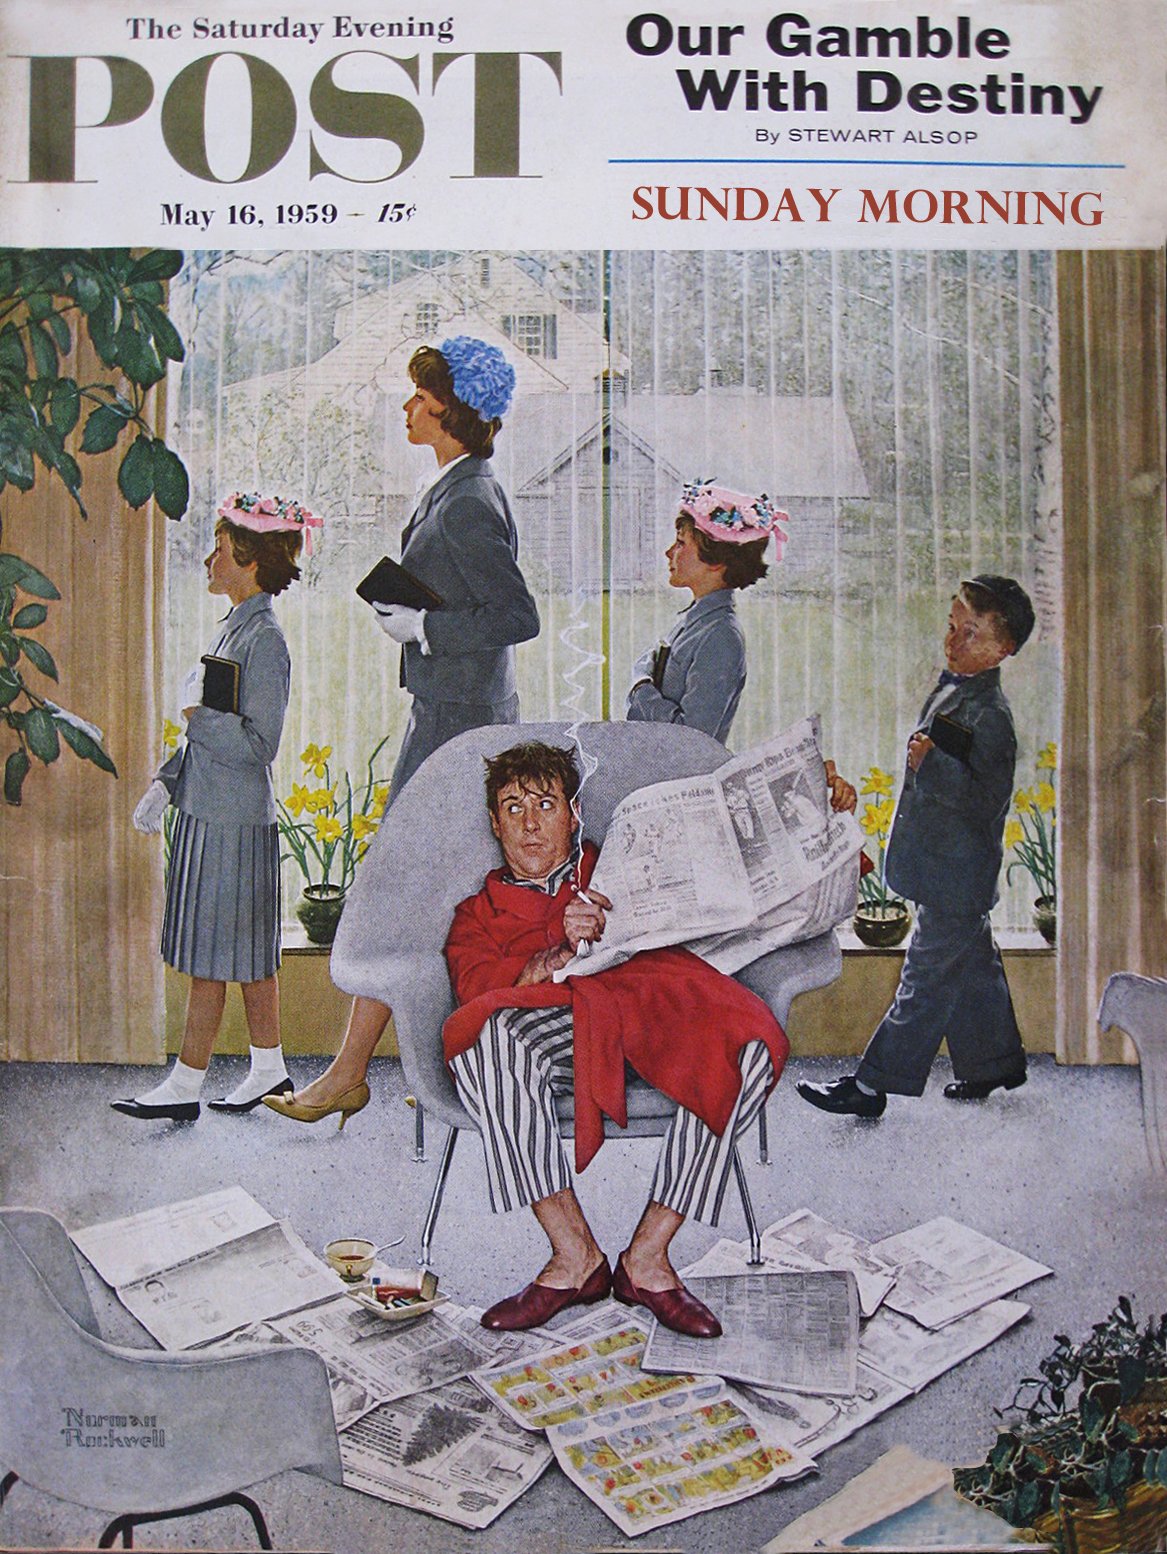 The Saturday Evening
POST
May 16, 1959 – 15¢
Our Gamble
With Destiny
By STEWART ALSOP
SUNDAY MORNING
Norman
Rockwell